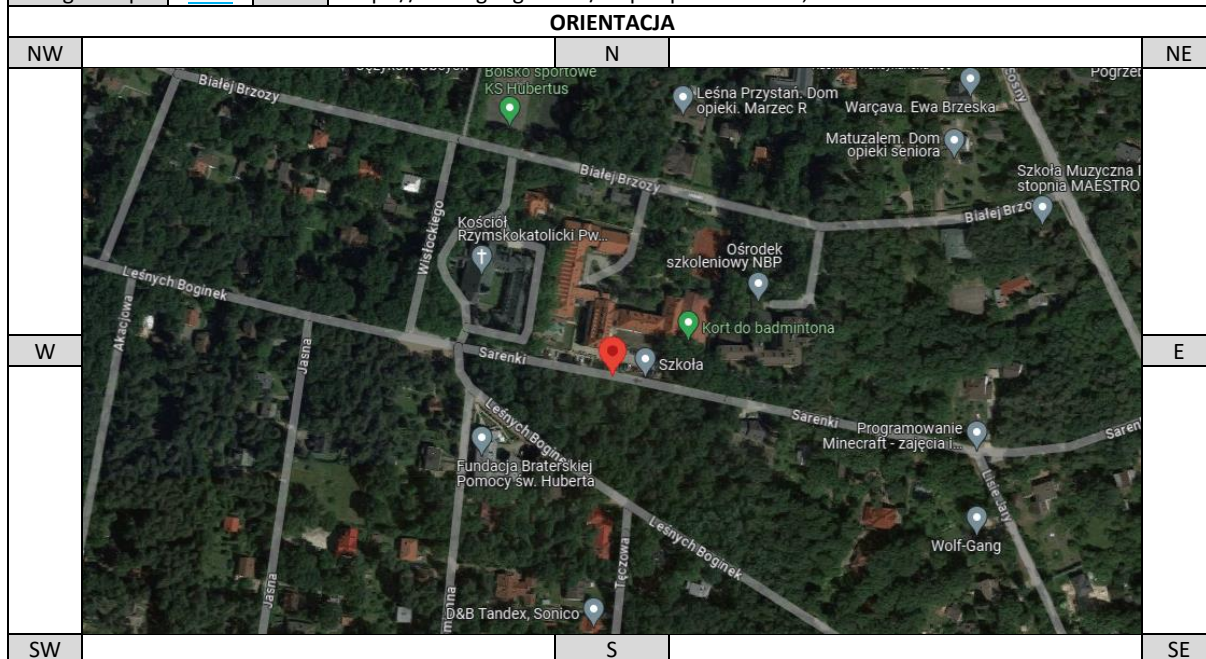 ORIENTACJA
NW
N
NE
Białej Brzozy
Boisko sportowe
KS Hubertus
Leśna Przystań. Dom
opieki. Marzec R
Warçava. Ewa Brzeska
Sosny
Matuzalem. Dom
opieki seniora
Szkoła Muzyczna I
stopnia MAESTRO
Białej Brzozy
Białej Brzo
Wisłockiego
Kościół
Rzymskokatolicki Pw...
Ośrodek
szkoleniowy NBP
Leśnych Boginek
Akacjowa
Jasna
Kort do badmintona
W
E
Sarenki
Szkoła
Sarenki
Leśnych Boginek
Programowanie
Minecraft - zajęcia i...
Saren
Fundacja Braterskiej
Pomocy św. Huberta
Lisie Jary
Wolf-Gang
Leśnych Boginek
Tęczowa
Jasna
D&B Tandex, Sonico
SW
S
SE